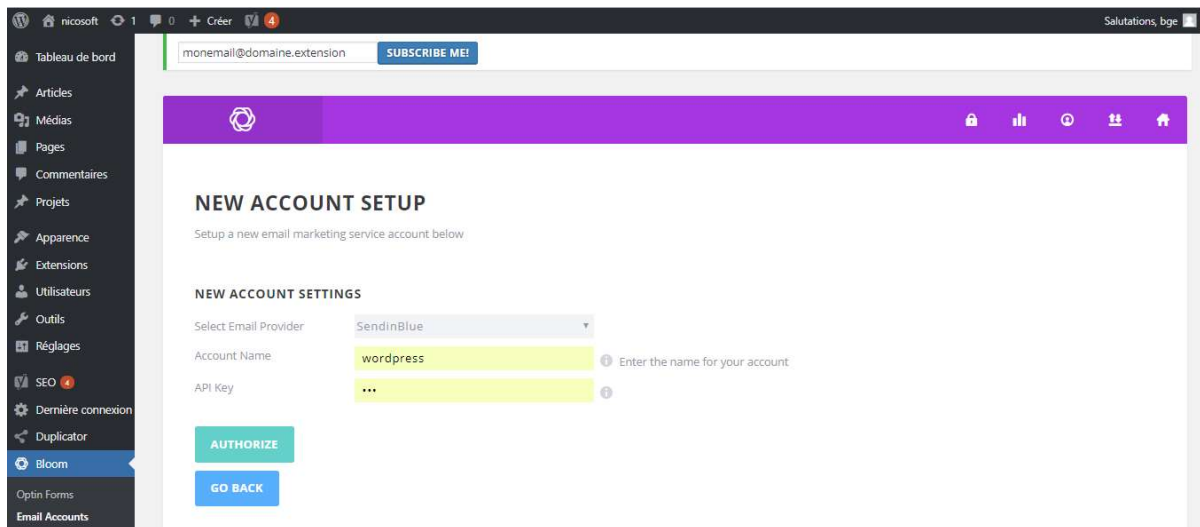 nicosoft 1 0 Créer 4 Salutations, bge
Tableau de bord
Articles
Médias
Pages
Commentaires
Projets
Apparence
Extensions
Utilisateurs
Outils
Réglages
SEO 4
Dernière connexion
Duplicator
Bloom
Optin Forms
Email Accounts
monemail@domaine.extension SUBSCRIBE ME!
NEW ACCOUNT SETUP
Setup a new email marketing service account below
NEW ACCOUNT SETTINGS
Select Email Provider SendinBlue
Account Name wordpress Enter the name for your account
API Key •••
AUTHORIZE
GO BACK